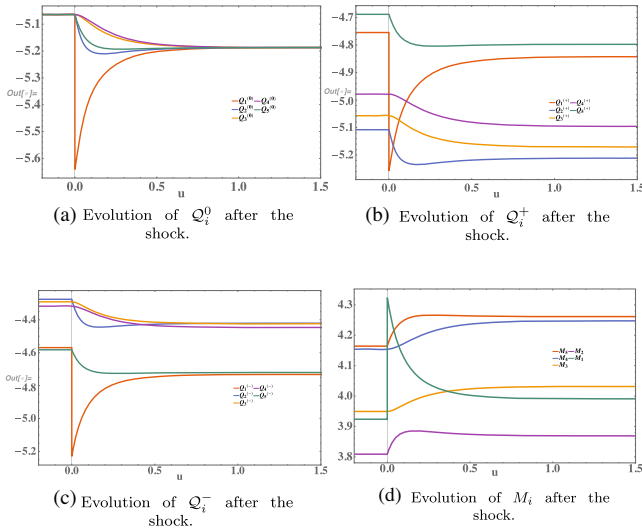 -5.1
-5.2
-5.3
-5.4
-5.5
-5.6
Out[-]=
Q₁⁽⁰⁾ Q₄⁽⁰⁾
Q₂⁽⁰⁾ Q₅⁽⁰⁾
Q₃⁽⁰⁾
0.0 0.5 1.0 1.5
u
(a) Evolution of 𝒬ᵢ⁰ after the
shock.
-4.7
-4.8
-4.9
-5.0
-5.1
-5.2
Out[-]=
Q₁⁽⁺⁾ Q₄⁽⁺⁾
Q₃⁽⁺⁾
0.0 0.5 1.0 1.5
u
(b) Evolution of 𝒬ᵢ⁺ after the
shock.
-4.4
-4.6
-4.8
-5.0
-5.2
Out[-]=
Q₁⁽⁻⁾ Q₄⁽⁻⁾
Q₂⁽⁻⁾ Q₅⁽⁻⁾
Q₃⁽⁻⁾
0.0 0.5 1.0 1.5
u
(c) Evolution of 𝒬ᵢ⁻ after the
shock.
4.3
4.2
4.1
4.0
3.9
3.8
M₃
0.0 0.5 1.0 1.5
u
(d) Evolution of Mᵢ after the
shock.